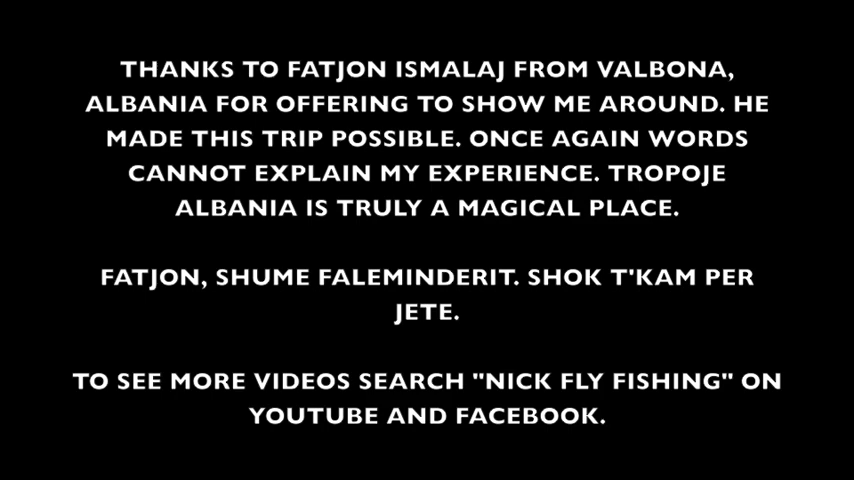 THANKS TO FATJON ISMALAJ FROM VALBONA,
ALBANIA FOR OFFERING TO SHOW ME AROUND. HE
MADE THIS TRIP POSSIBLE. ONCE AGAIN WORDS
CANNOT EXPLAIN MY EXPERIENCE. TROPOJE
ALBANIA IS TRULY A MAGICAL PLACE.
FATJON, SHUME FALEMINDERIT. SHOK T'KAM PER
JETE.
TO SEE MORE VIDEOS SEARCH "NICK FLY FISHING" ON
YOUTUBE AND FACEBOOK.